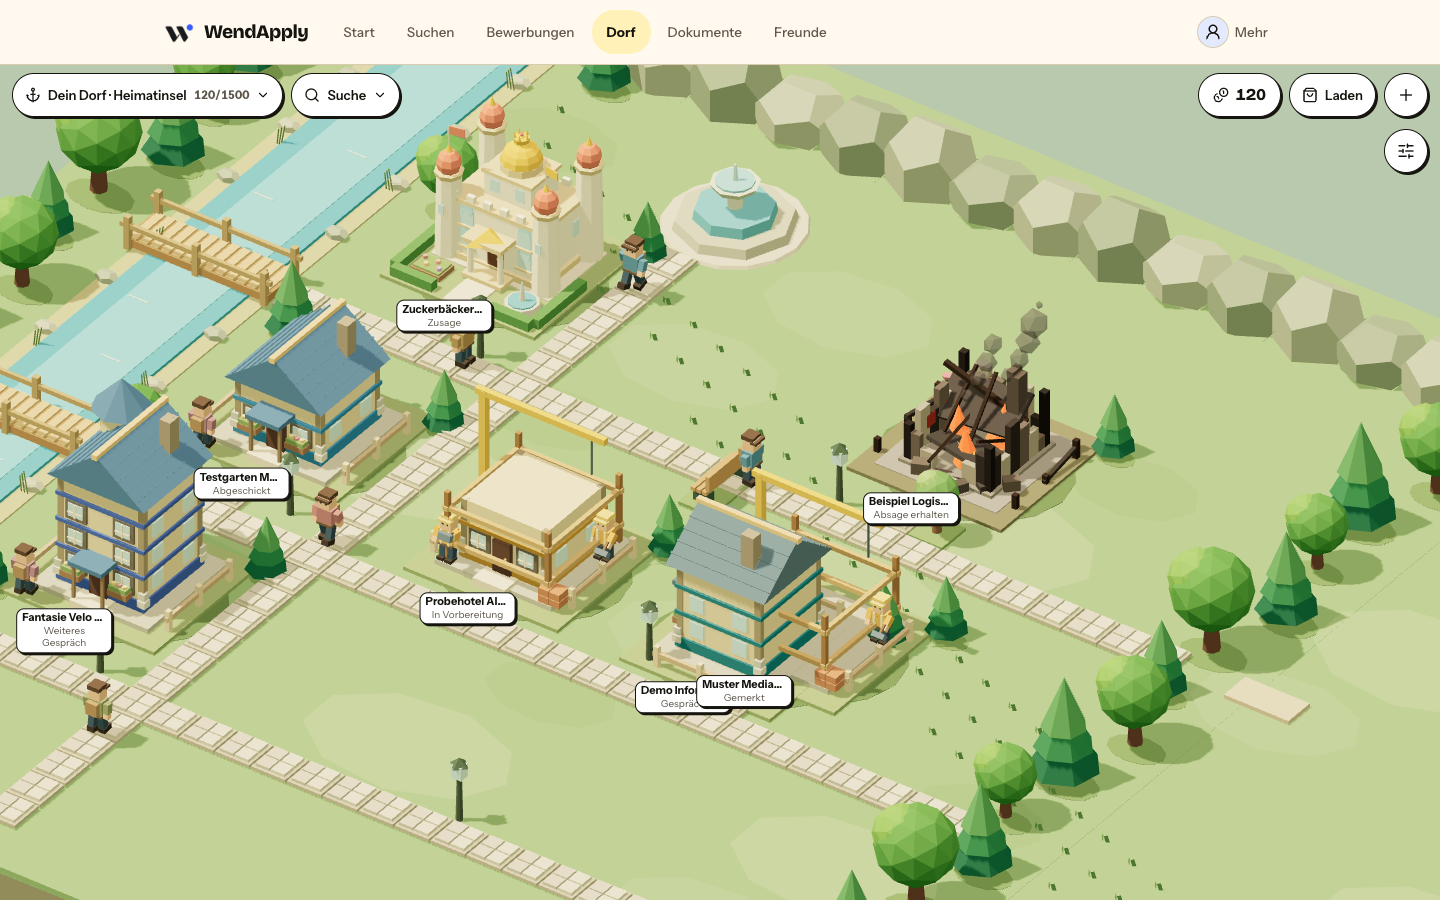 WendApply
Start
Suchen
Bewerbungen
Dorf
Dokumente
Freunde
Mehr
Dein Dorf · Heimatinsel 120/1500
Suche
120
Laden
Zuckerbäcker...
Zusage
Testgarten M...
Abgeschickt
Beispiel Logis...
Absage erhalten
Probehotel Al...
In Vorbereitung
Fantasie Velo ...
Weiteres
Gespräch
Demo
Muster Media...
Gemerkt